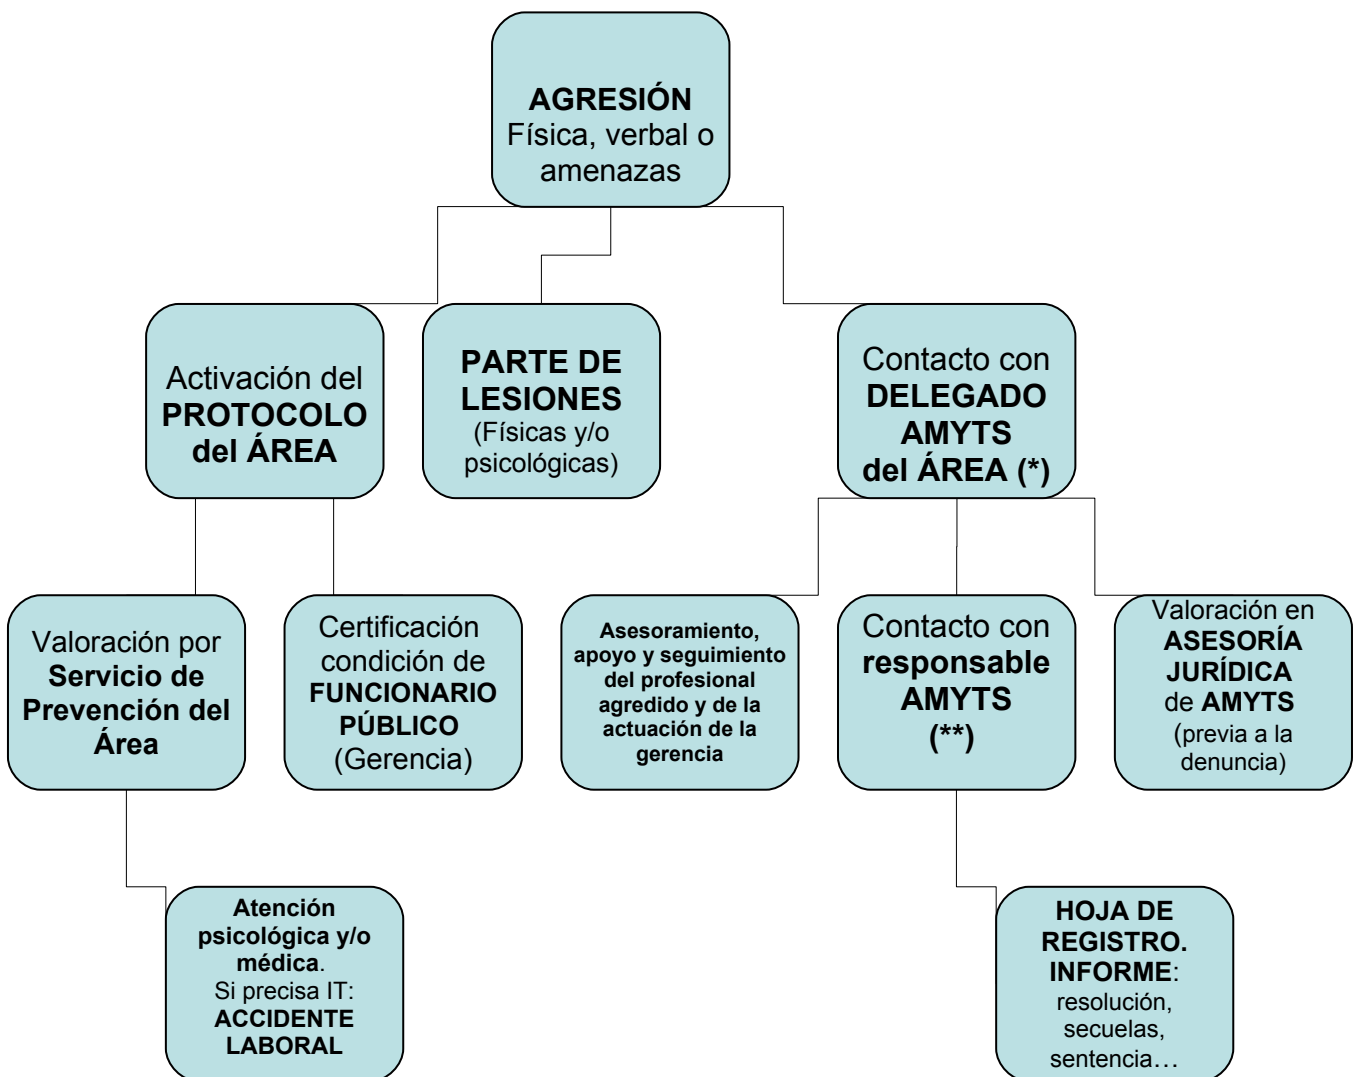 AGRESIÓN
Física, verbal o
amenazas
Activación del
PROTOCOLO
del ÁREA
PARTE DE
LESIONES
(Físicas y/o
psicológicas)
Contacto con
DELEGADO
AMYTS
del ÁREA (*)
Valoración por
Servicio de
Prevención del
Área
Certificación
condición de
FUNCIONARIO
PÚBLICO
(Gerencia)
Asesoramiento,
apoyo y seguimiento
del profesional
agredido y de la
actuación de la
gerencia
Contacto con
responsable
AMYTS
(**)
Valoración en
ASESORÍA
JURÍDICA
de AMYTS
(previa a la
denuncia)
Atención
psicológica y/o
médica.
Si precisa IT:
ACCIDENTE
LABORAL
HOJA DE
REGISTRO.
INFORME:
resolución,
secuelas,
sentencia…